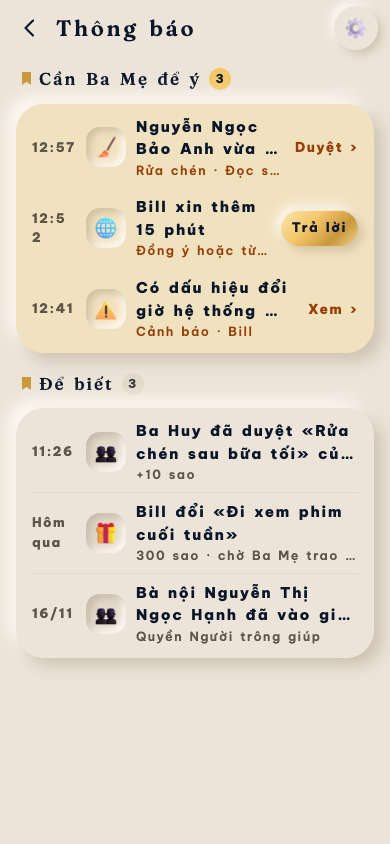 Thông báo
Cần Ba Mẹ để ý 3
12:57
Nguyễn Ngọc
Bảo Anh vừa …
Rửa chén · Đọc s…
Duyệt ›
12:5
2
Bill xin thêm
15 phút
Đồng ý hoặc từ…
Trả lời
12:41
Có dấu hiệu đổi
giờ hệ thống …
Cảnh báo · Bill
Xem ›
Để biết 3
11:26
Ba Huy đã duyệt «Rửa
chén sau bữa tối» củ…
+10 sao
Hôm
qua
Bill đổi «Đi xem phim
cuối tuần»
300 sao · chờ Ba Mẹ trao …
16/11
Bà nội Nguyễn Thị
Ngọc Hạnh đã vào gi…
Quyền Người trông giúp